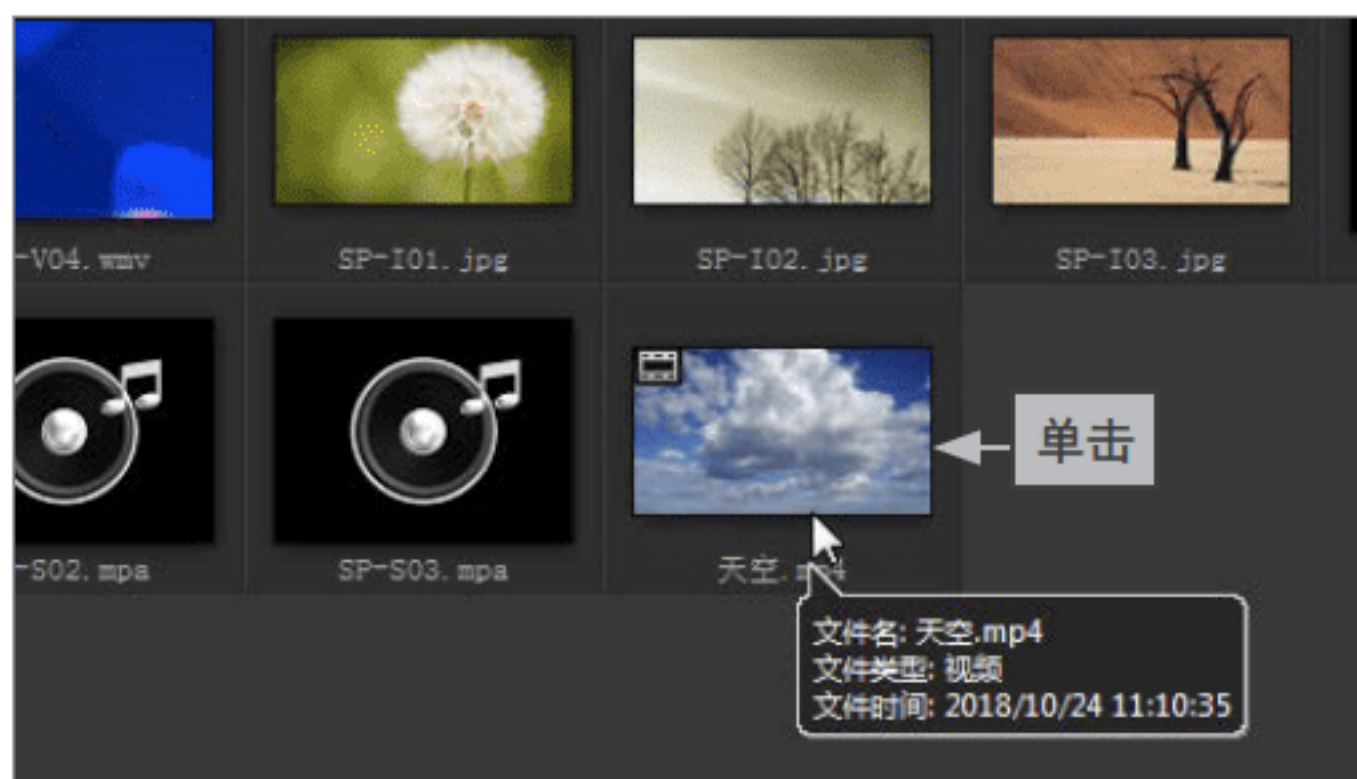 -V04.wmv
SP-I01.jpg
SP-I02.jpg
SP-I03.jpg
单击
-S02.mpa
SP-S03.mpa
天空.mp4
文件名: 天空.mp4
文件类型: 视频
文件时间: 2018/10/24 11:10:35